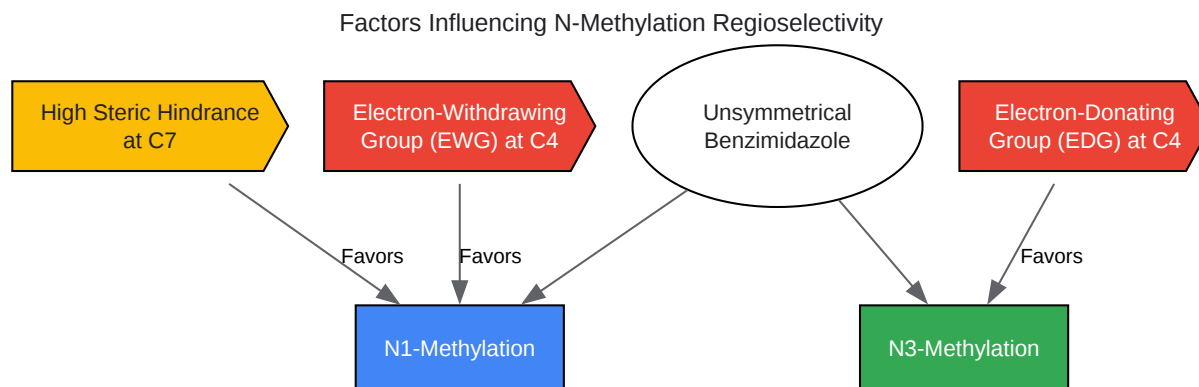 Factors Influencing N-Methylation Regioselectivity
High Steric Hindrance
at C7
Electron-Withdrawing
Group (EWG) at C4
Unsymmetrical
Benzimidazole
Electron-Donating
Group (EDG) at C4
Favors
Favors
Favors
N1-Methylation
N3-Methylation